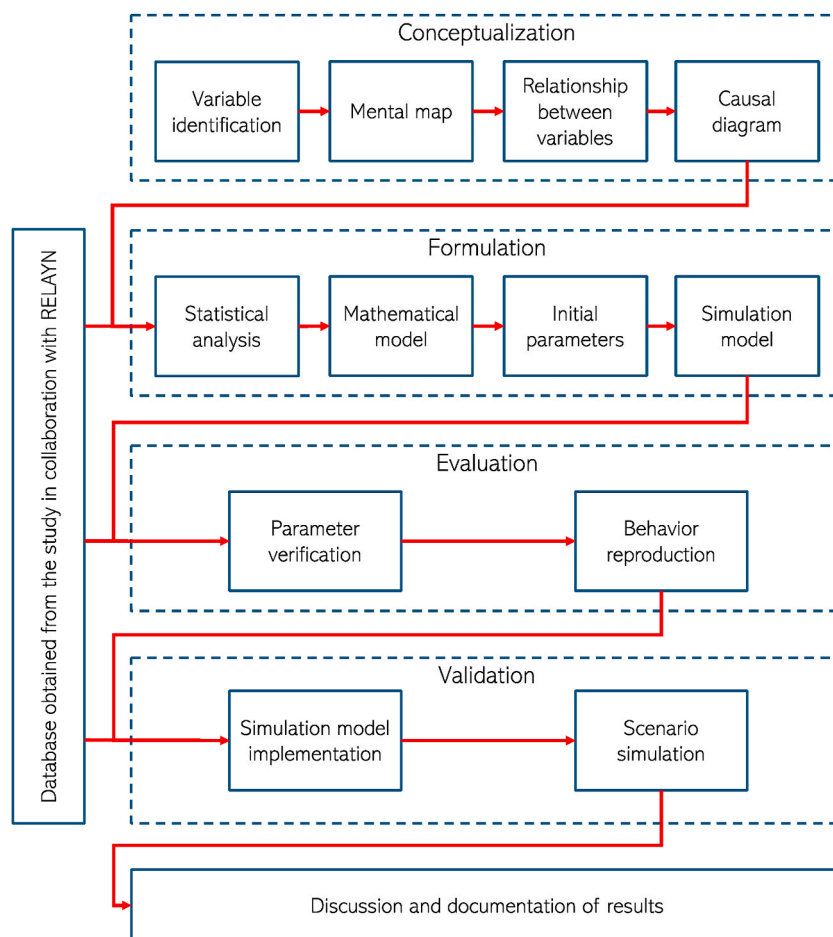 Conceptualization
Variable
identification
Mental map
Relationship
between
variables
Causal
diagram
Database obtained from the study in collaboration with RELAYN
Formulation
Statistical
analysis
Mathematical
model
Initial
parameters
Simulation
model
Evaluation
Parameter
verification
Behavior
reproduction
Validation
Simulation model
implementation
Scenario
simulation
Discussion and documentation of results